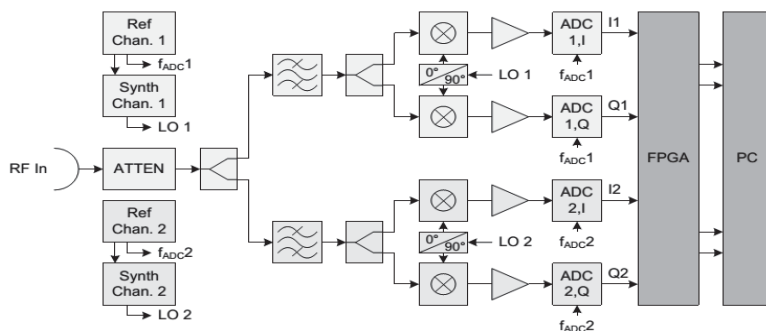 Ref
Chan. 1
fADC1
Synth
Chan. 1
LO 1
RF In
ATTEN
Ref
Chan. 2
fADC2
Synth
Chan. 2
LO 2
0°
90°
LO 1
ADC
1,I
I1
fADC1
ADC
1,Q
Q1
fADC1
0°
90°
LO 2
ADC
2,I
I2
fADC2
ADC
2,Q
Q2
fADC2
FPGA
PC